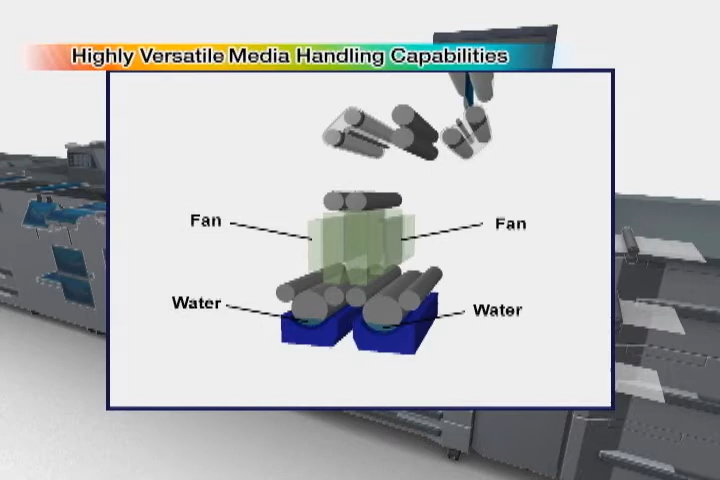 Highly Versatile Media Handling Capabilities
Fan
Fan
Water
Water